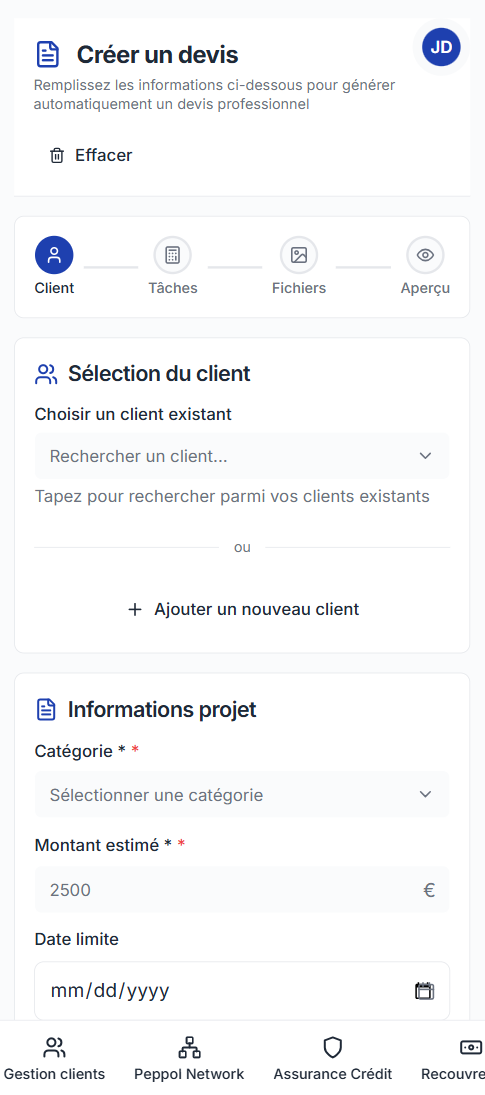 Créer un devis
JD
Remplissez les informations ci-dessous pour générer
automatiquement un devis professionnel
Effacer
Client
Tâches
Fichiers
Aperçu
Sélection du client
Choisir un client existant
Rechercher un client...
Tapez pour rechercher parmi vos clients existants
ou
+ Ajouter un nouveau client
Informations projet
Catégorie * *
Sélectionner une catégorie
Montant estimé * *
2500 €
Date limite
mm/dd/yyyy
Gestion clients
Peppol Network
Assurance Crédit
Recouvre